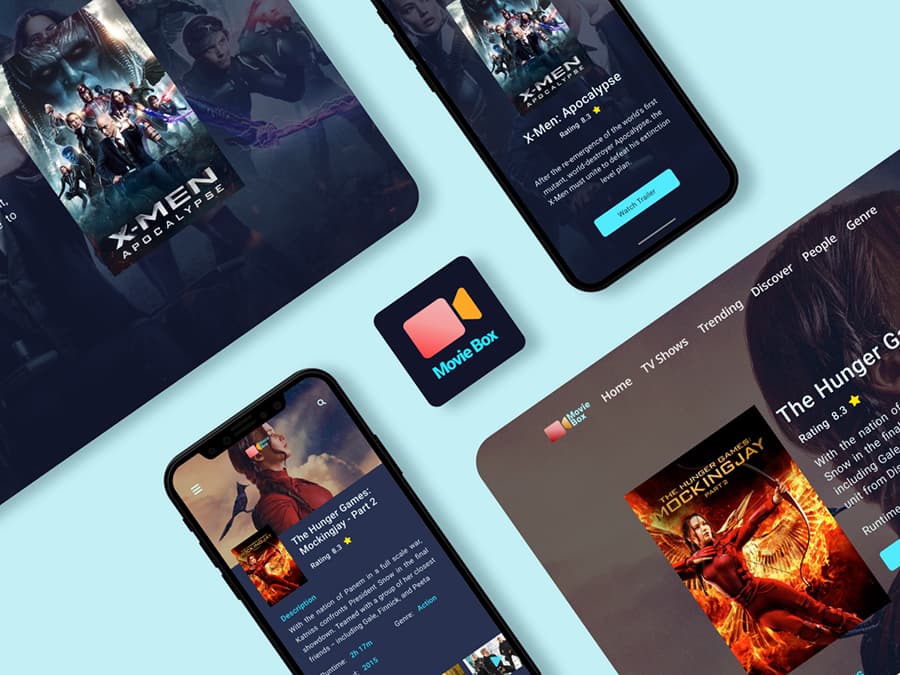 t,
e to
X-MEN
APOCALYPSE
X-MEN
APOCALYPSE
X-Men: Apocalypse
Rating 8.3
After the re-emergence of the world's first
mutant, world-destroyer Apocalypse, the
X-Men must unite to defeat his extinction
level plan.
Watch Trailer
Movie Box
Movie
Box
Home
TV Shows
Trending
Discover
People
Genre
The Hunger Ga
Rating 8.3
With the nation of
Snow in the final
including Gale,
unit from Dis
Runtime
THE HUNGER GAMES
MOCKINGJAY
PART 2
The Hunger Games:
Mockingjay - Part 2
Rating 8.3
Description
With the nation of Panem in a full scale war,
Katniss confronts President Snow in the final
showdown. Teamed with a group of her closest
friends – including Gale, Finnick, and Peeta
Runtime: 2h 17m
Genre: Action
2015